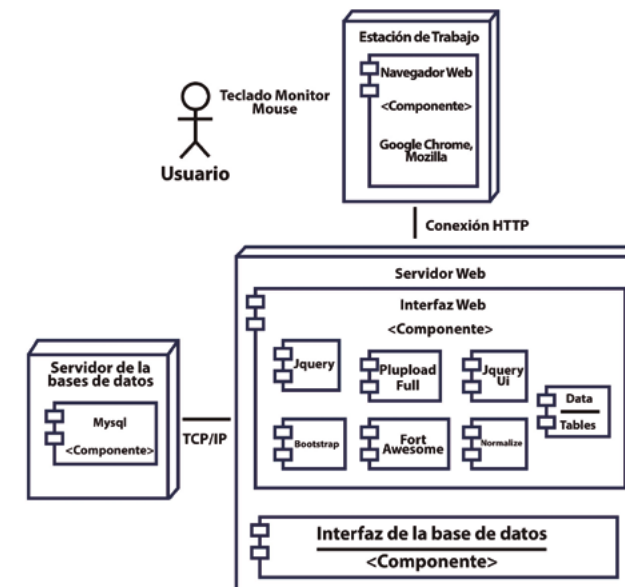 Estación de Trabajo
Navegador Web
<Componente>
Google Chrome,
Mozilla
Teclado Monitor
Mouse
Usuario
Conexión HTTP
Servidor Web
Interfaz Web
<Componente>
Jquery
Plupload
Full
Jquery
Ui
Data
Tables
Bootstrap
Fort
Awesome
Normalize
Servidor de la
bases de datos
Mysql
<Componente>
TCP/IP
Interfaz de la base de datos
<Componente>